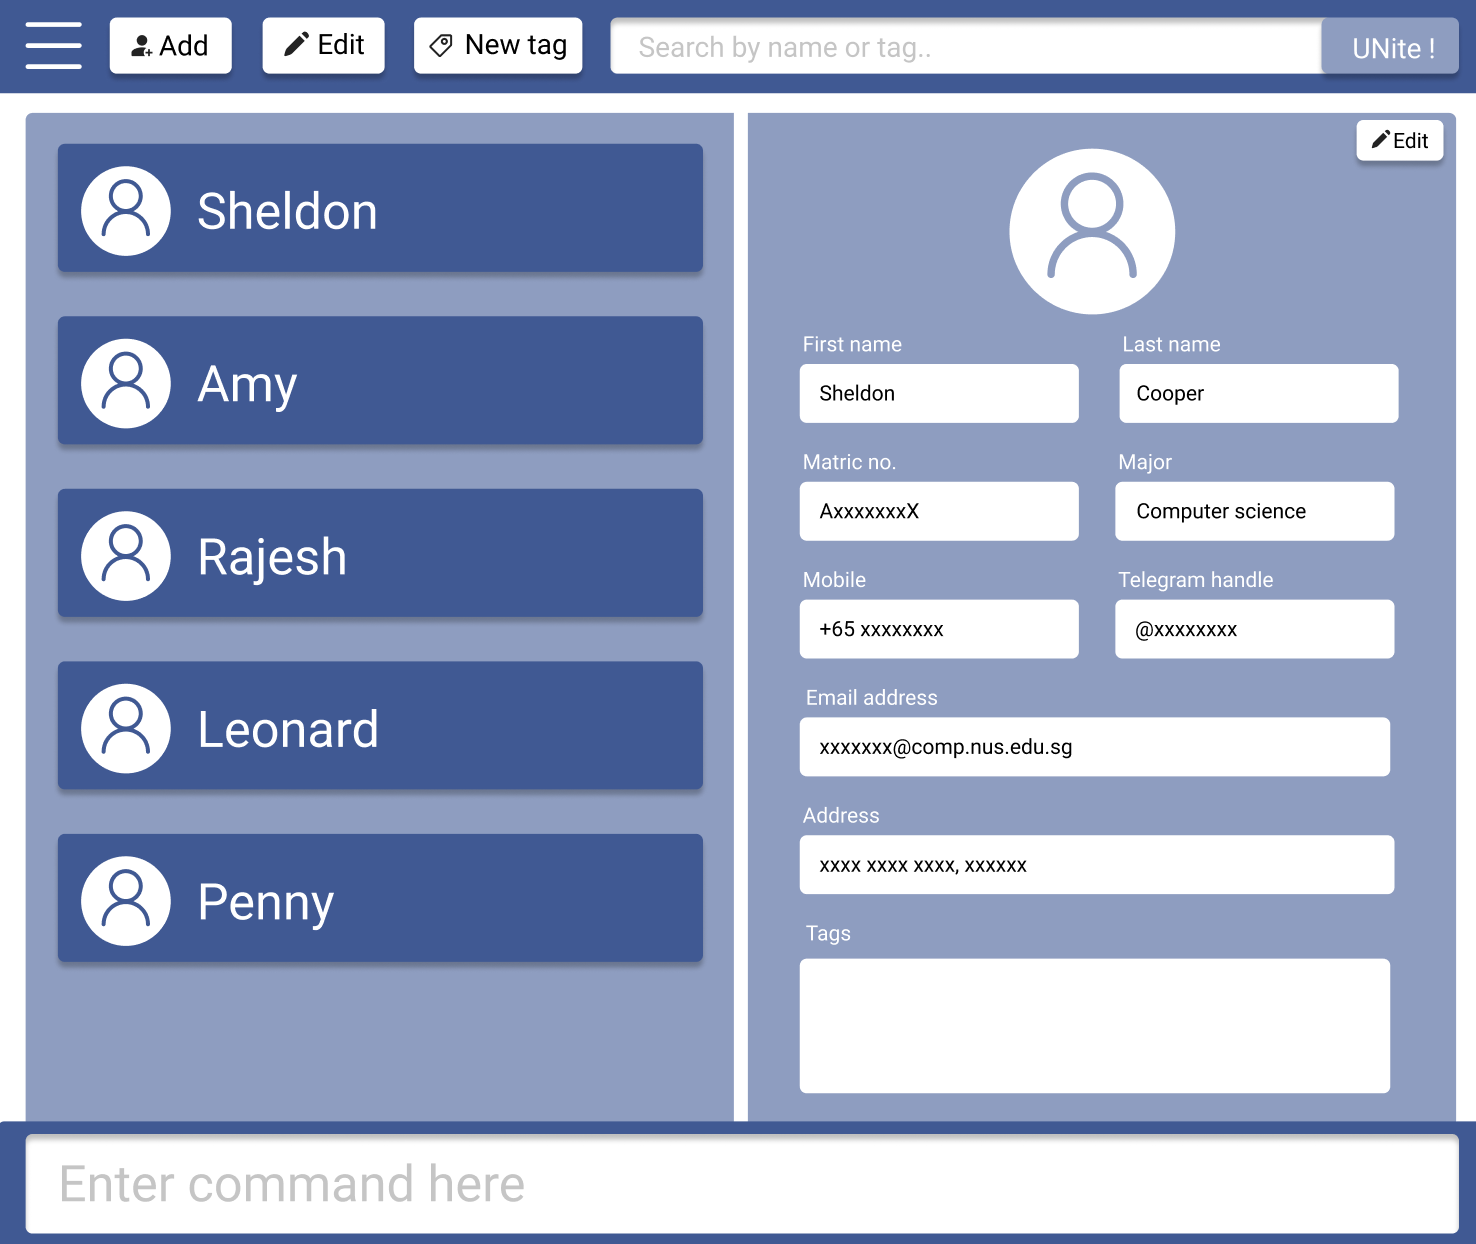 Add
Edit
New tag
Search by name or tag..
UNite !
Sheldon
Amy
Rajesh
Leonard
Penny
Edit
First name
Last name
Sheldon
Cooper
Matric no.
Major
AxxxxxxxX
Computer science
Mobile
Telegram handle
+65 xxxxxxxx
@xxxxxxxx
Email address
xxxxxxx@comp.nus.edu.sg
Address
xxxx xxxx xxxx, xxxxxx
Tags
Enter command here